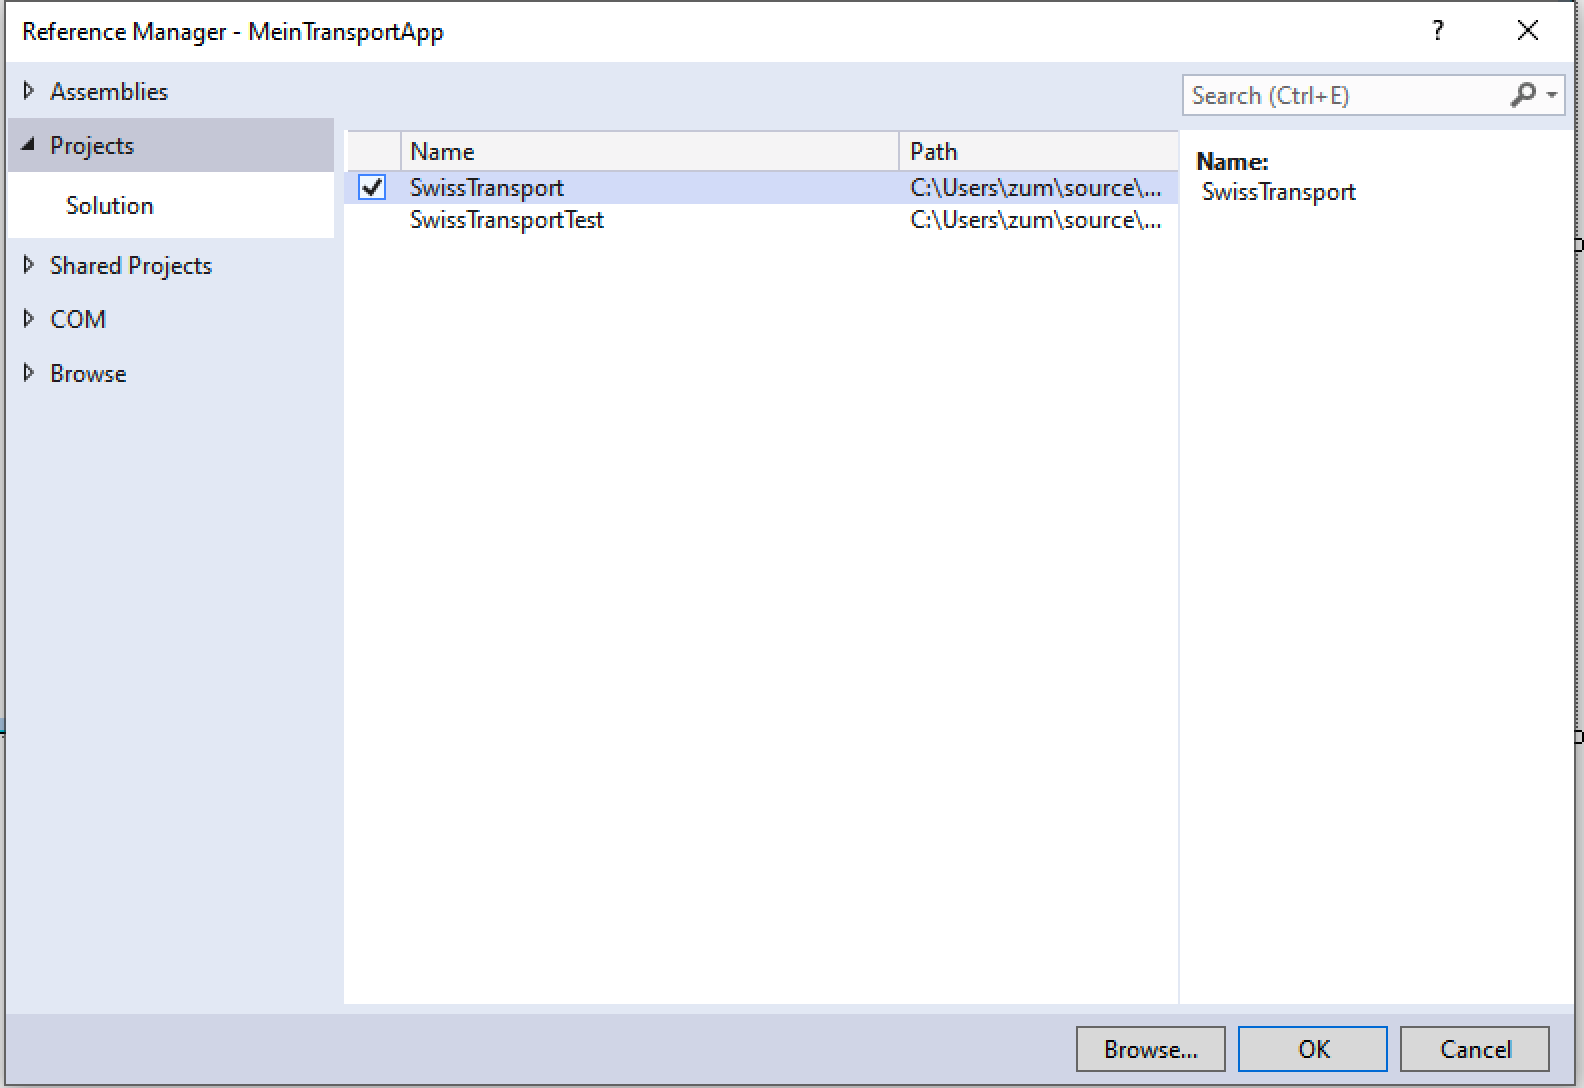 Reference Manager - MeinTransportApp
?
Assemblies
Search (Ctrl+E)
Projects
Solution
Shared Projects
COM
Browse
Name Path
SwissTransport C:\Users\zum\source\...
SwissTransportTest C:\Users\zum\source\...
Name:
SwissTransport
Browse... OK Cancel